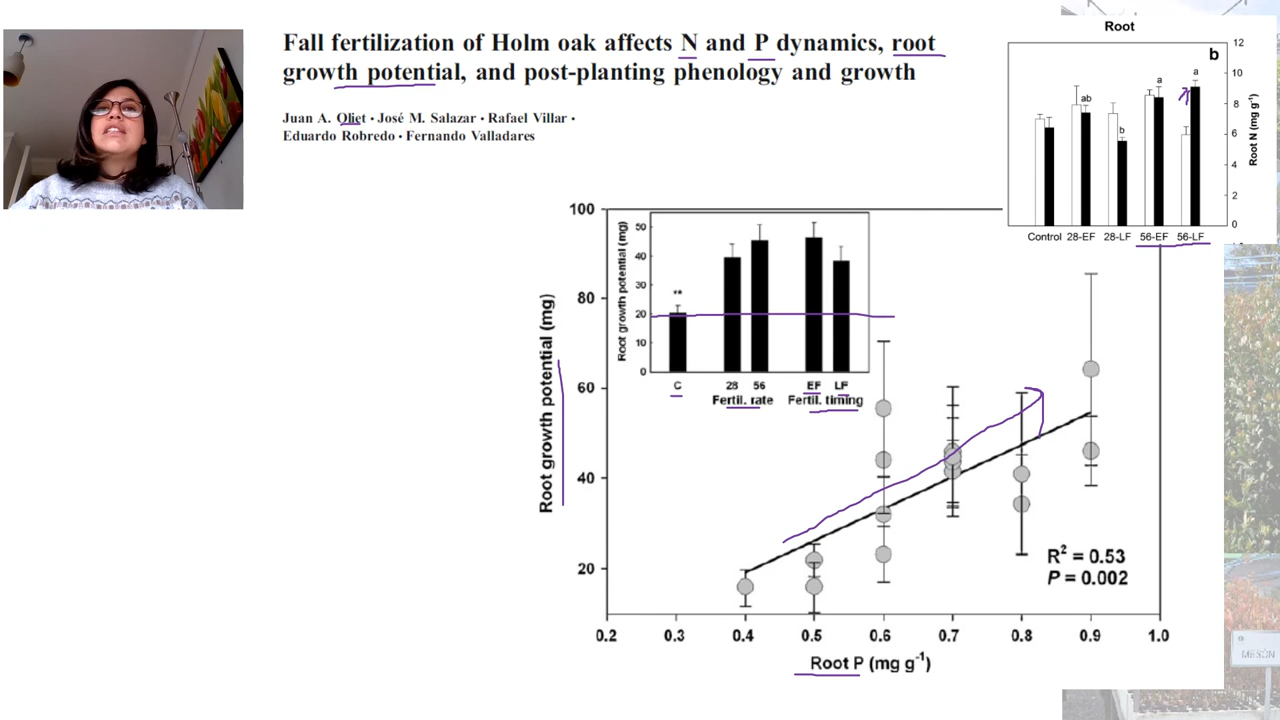 Fall fertilization of Holm oak affects N and P dynamics, root
growth potential, and post-planting phenology and growth
Juan A. Oliet · José M. Salazar · Rafael Villar ·
Eduardo Robredo · Fernando Valladares
Root
b
12
10
8
6
4
2
0
Root N (mg g-1)
a
a
ab
b
Control 28-EF 28-LF 56-EF 56-LF
100
80
60
40
20
Root growth potential (mg)
50
40
30
20
10
0
Root growth potential (mg)
**
C 28 56 EF LF
Fertil. rate Fertil. timing
R2 = 0.53
P = 0.002
0.2 0.3 0.4 0.5 0.6 0.7 0.8 0.9 1.0
Root P (mg g-1)
MESÓN